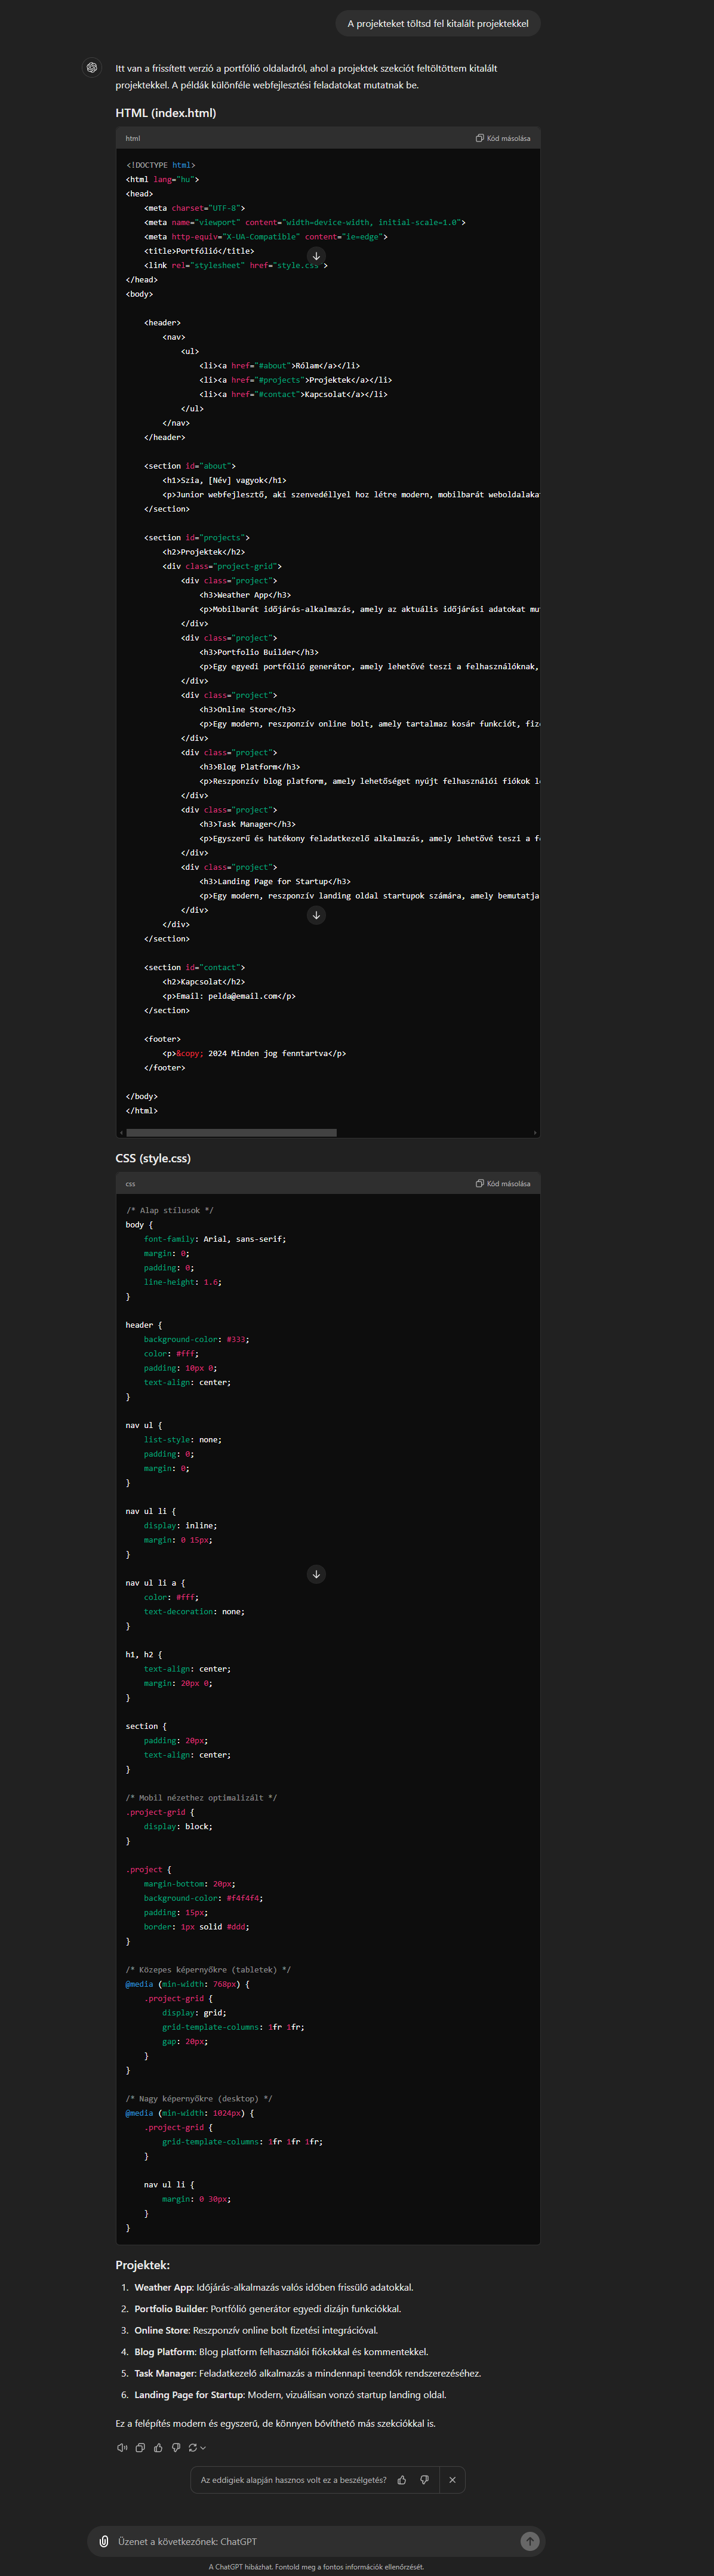 A projekteket töltsd fel kitalált projektekkel
Itt van a frissített verzió a portfólió oldaladról, ahol a projektek szekciót feltöltöttem kitalált
projektekkel. A példák különféle webfejlesztési feladatokat mutatnak be.
HTML (index.html)
html
Kód másolása
<!DOCTYPE html>
<html lang="hu">
<head>
    <meta charset="UTF-8">
    <meta name="viewport" content="width=device-width, initial-scale=1.0">
    <meta http-equiv="X-UA-Compatible" content="ie=edge">
    <title>Portfólió</title>
    <link rel="stylesheet" href="style.css">
</head>
<body>
    <header>
        <nav>
            <ul>
                <li><a href="#about">Rólam</a></li>
                <li><a href="#projects">Projektek</a></li>
                <li><a href="#contact">Kapcsolat</a></li>
            </ul>
        </nav>
    </header>
    <section id="about">
        <h1>Szia, [Név] vagyok</h1>
        <p>Junior webfejlesztő, aki szenvedéllyel hoz létre modern, mobilbarát weboldalaka
    </section>
    <section id="projects">
        <h2>Projektek</h2>
        <div class="project-grid">
            <div class="project">
                <h3>Weather App</h3>
                <p>Mobilbarát időjárás-alkalmazás, amely az aktuális időjárási adatokat mu
            </div>
            <div class="project">
                <h3>Portfolio Builder</h3>
                <p>Egy egyedi portfólió generátor, amely lehetővé teszi a felhasználóknak,
            </div>
            <div class="project">
                <h3>Online Store</h3>
                <p>Egy modern, reszponzív online bolt, amely tartalmaz kosár funkciót, fiz
            </div>
            <div class="project">
                <h3>Blog Platform</h3>
                <p>Reszponzív blog platform, amely lehetőséget nyújt felhasználói fiókok l
            </div>
            <div class="project">
                <h3>Task Manager</h3>
                <p>Egyszerű és hatékony feladatkezelő alkalmazás, amely lehetővé teszi a f
            </div>
            <div class="project">
                <h3>Landing Page for Startup</h3>
                <p>Egy modern, reszponzív landing oldal startupok számára, amely bemutatja
            </div>
        </div>
    </section>
    <section id="contact">
        <h2>Kapcsolat</h2>
        <p>Email: pelda@email.com</p>
    </section>
    <footer>
        <p>&copy; 2024 Minden jog fenntartva</p>
    </footer>
</body>
</html>
CSS (style.css)
css
Kód másolása
/* Alap stílusok */
body {
    font-family: Arial, sans-serif;
    margin: 0;
    padding: 0;
    line-height: 1.6;
}
header {
    background-color: #333;
    color: #fff;
    padding: 10px 0;
    text-align: center;
}
nav ul {
    list-style: none;
    padding: 0;
    margin: 0;
}
nav ul li {
    display: inline;
    margin: 0 15px;
}
nav ul li a {
    color: #fff;
    text-decoration: none;
}
h1, h2 {
    text-align: center;
    margin: 20px 0;
}
section {
    padding: 20px;
    text-align: center;
}
/* Mobil nézethez optimalizált */
.project-grid {
    display: block;
}
.project {
    margin-bottom: 20px;
    background-color: #f4f4f4;
    padding: 15px;
    border: 1px solid #ddd;
}
/* Közepes képernyőkre (tabletek) */
@media (min-width: 768px) {
    .project-grid {
        display: grid;
        grid-template-columns: 1fr 1fr;
        gap: 20px;
    }
}
/* Nagy képernyőkre (desktop) */
@media (min-width: 1024px) {
    .project-grid {
        grid-template-columns: 1fr 1fr 1fr;
    }
    nav ul li {
        margin: 0 30px;
    }
}
Projektek:
1. Weather App: Időjárás-alkalmazás valós időben frissülő adatokkal.
2. Portfolio Builder: Portfólió generátor egyedi dizájn funkciókkal.
3. Online Store: Reszponzív online bolt fizetési integrációval.
4. Blog Platform: Blog platform felhasználói fiókokkal és kommentekkel.
5. Task Manager: Feladatkezelő alkalmazás a mindennapi teendők rendszerezéséhez.
6. Landing Page for Startup: Modern, vizuálisan vonzó startup landing oldal.
Ez a felépítés modern és egyszerű, de könnyen bővíthető más szekciókkal is.
Az eddigiek alapján hasznos volt ez a beszélgetés?
Üzenet a következőnek: ChatGPT
A ChatGPT hibázhat. Fontold meg a fontos információk ellenőrzését.